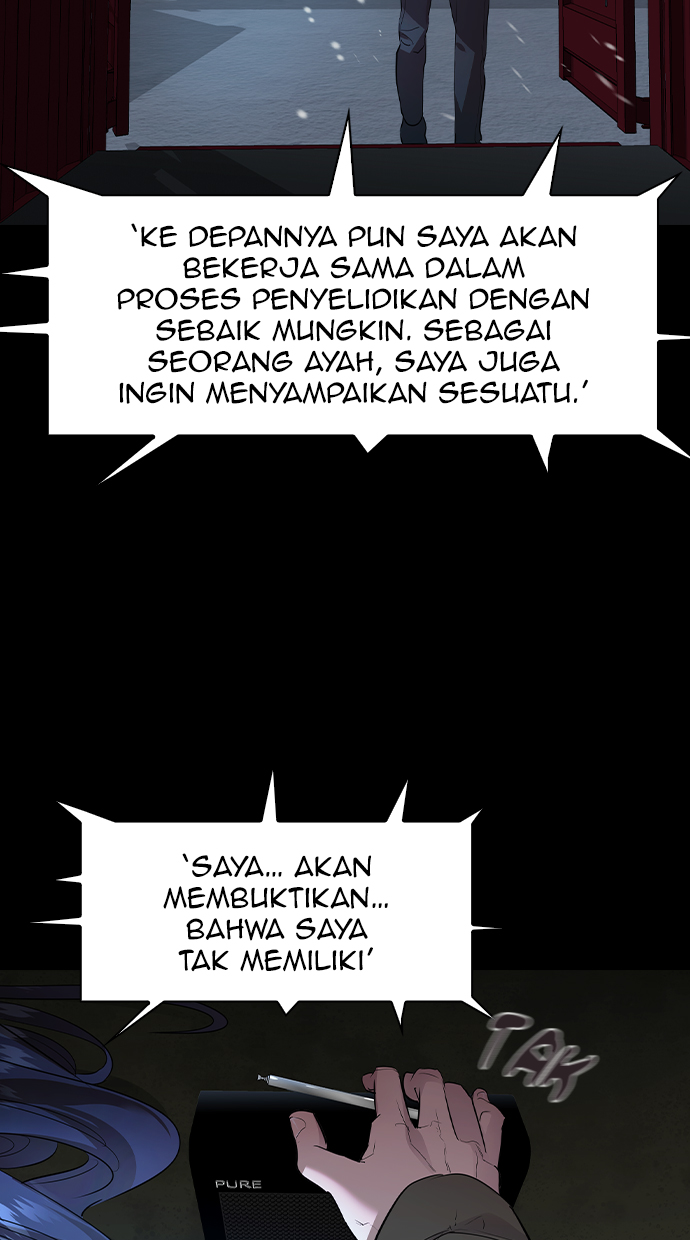 'KE DEPANNYA PUN SAYA AKAN
BEKERJA SAMA DALAM
PROSES PENYELIDIKAN DENGAN
SEBAIK MUNGKIN. SEBAGAI
SEORANG AYAH, SAYA JUGA
INGIN MENYAMPAIKAN SESUATU.'
'SAYA... AKAN
MEMBUKTIKAN...
BAHWA SAYA
TAK MEMILIKI'
TAK
PURE